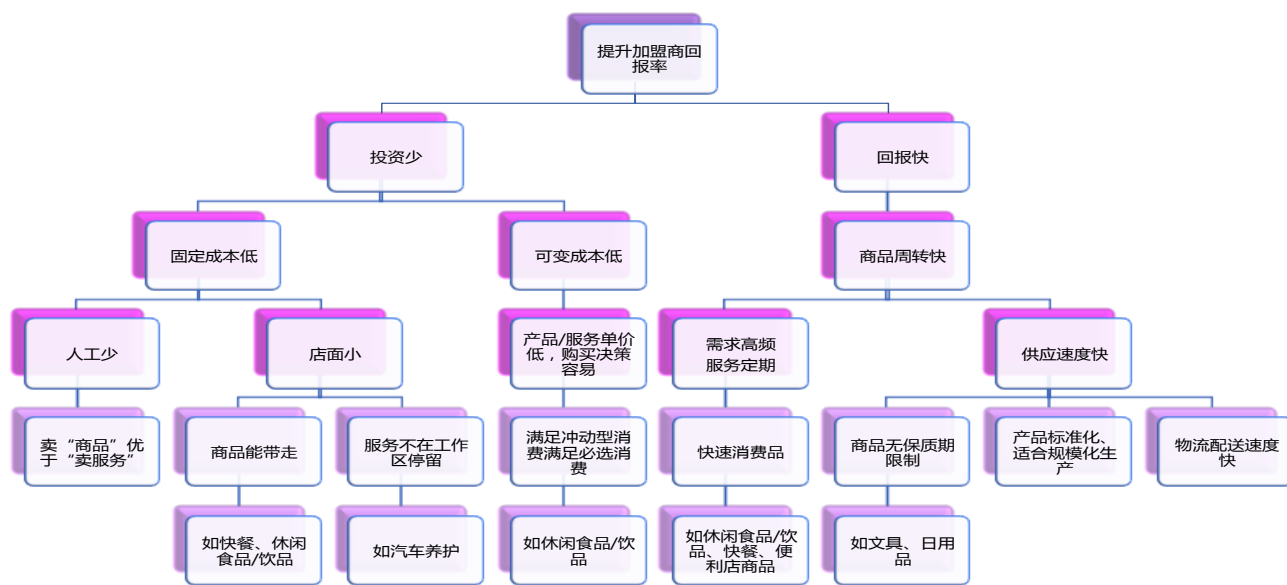 提升加盟商回
报率
投资少
回报快
固定成本低
可变成本低
商品周转快
人工少
店面小
产品/服务单价
低，购买决策
容易
需求高频
服务定期
供应速度快
卖“商品”优
于“卖服务”
商品能带走
服务不在工作
区停留
满足冲动型消
费满足必选消
费
快速消费品
商品无保质期
限制
产品标准化、
适合规模化生
产
物流配送速度
快
如快餐、休闲
食品/饮品
如汽车养护
如休闲食品/饮
品
如休闲食品/饮
品、快餐、便
利店商品
如文具、日用
品